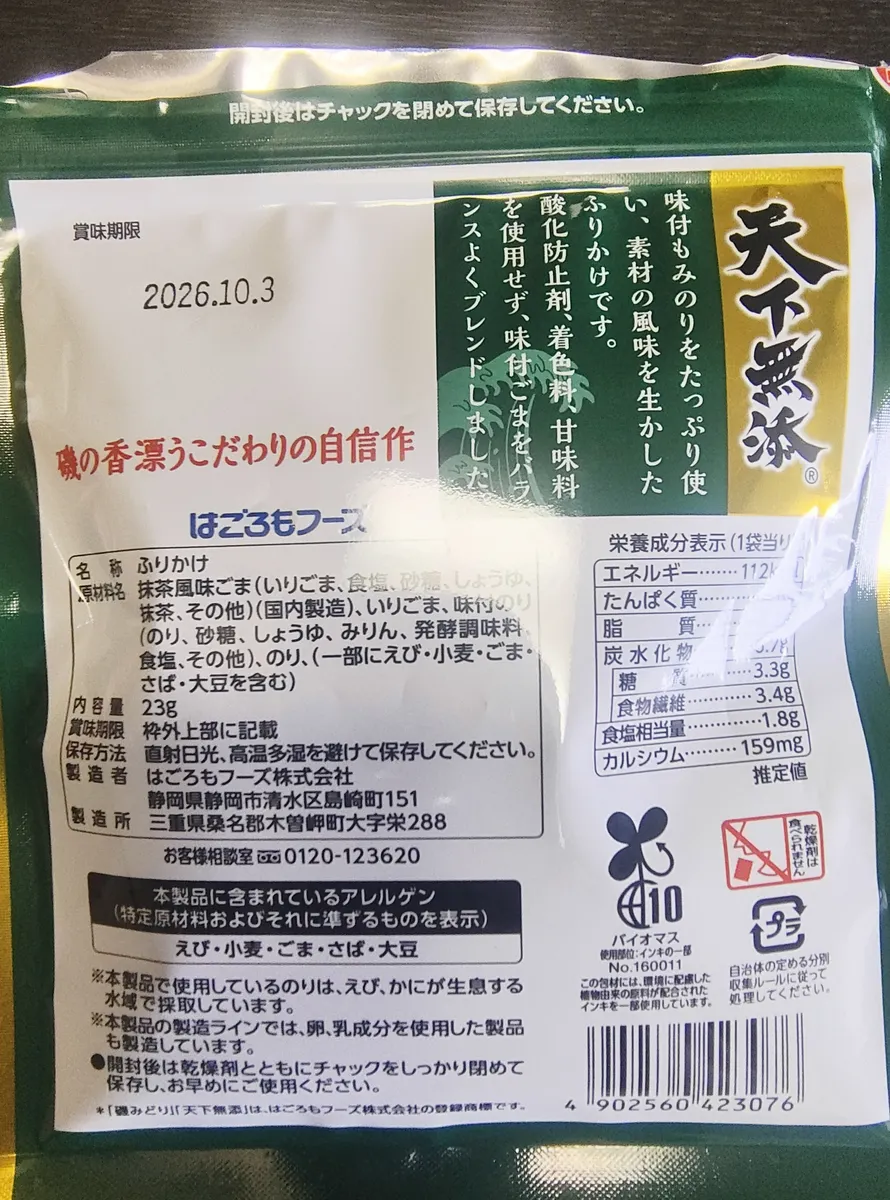 開封後はチャックを閉めて保存してください。
賞味期限
2026.10.3
天下無添®
味付もみのりをたっぷり使
い、素材の風味を生かした
ふりかけです。
酸化防止剤、着色料、甘味料
を使用せず、味付ごまをバラ
ンスよくブレンドしました
磯の香漂うこだわりの自信作
はごろもフーズ
名称 ふりかけ
原材料名 抹茶風味ごま(いりごま、食塩、砂糖、しょうゆ、
抹茶、その他)(国内製造)、いりごま、味付のり
(のり、砂糖、しょうゆ、みりん、発酵調味料、
食塩、その他)、のり、(一部にえび・小麦・ごま・
さば・大豆を含む)
内容量 23g
賞味期限 枠外上部に記載
保存方法 直射日光、高温多湿を避けて保存してください。
製造者 はごろもフーズ株式会社
静岡県静岡市清水区島崎町151
製造所 三重県桑名郡木曽岬町大字栄288
お客様相談室 0120-123620
本製品に含まれているアレルゲン
(特定原材料およびそれに準ずるものを表示)
えび・小麦・ごま・さば・大豆
※本製品で使用しているのりは、えび、かにが生息する
水域で採取しています。
※本製品の製造ラインでは、卵、乳成分を使用した製品
も製造しています。
●開封後は乾燥剤とともにチャックをしっかり閉めて
保存し、お早めにご使用ください。
*「磯みどり」「天下無添」は、はごろもフーズ株式会社の登録商標です。
栄養成分表示(1袋当り
エネルギー……112
たんぱく質…………
脂質
炭水化物
糖質………3.3g
食物繊維…………3.4g
食塩相当量…………1.8g
カルシウム………159mg
推定値
乾燥剤は
食べられません
10
バイオマス
使用部位:インキの一部
No.160011
この包材には、環境に配慮した
植物由来の原料が配合された
インキを一部使用しています。
プラ
自治体の定める分別
収集ルールに従って
処理してください。
4 902560 423076